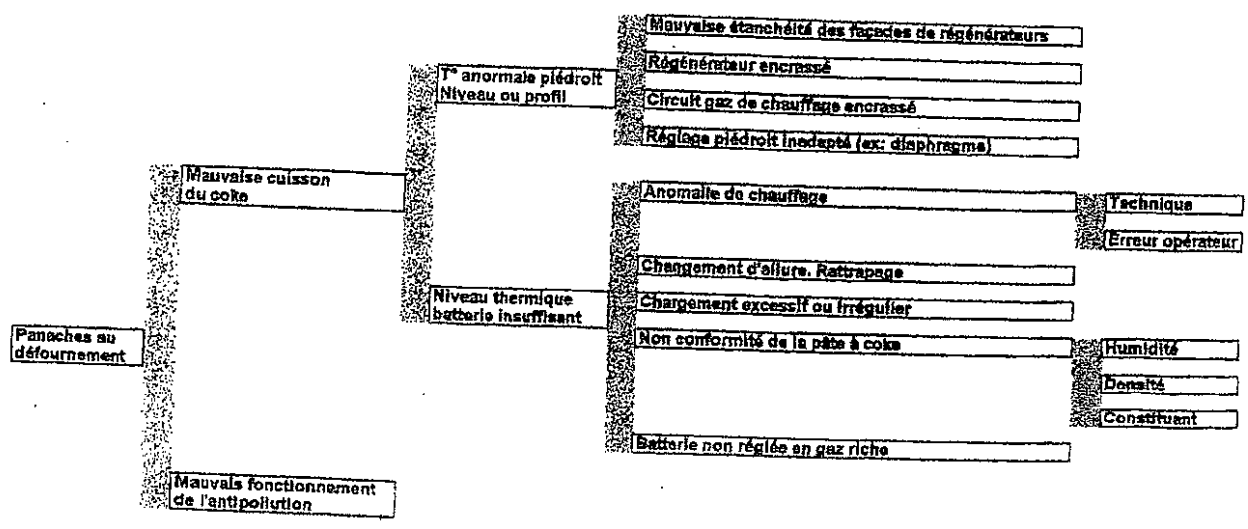 Mauvaise étanchéité des façades de régénérateurs
Régénérateur encrassé
Circuit gaz de chauffage encrassé
Réglage piédroit inadapté (ex: diaphragme)
T° anormale piédroit
Niveau ou profil
Mauvaise cuisson
du coke
Anomalie de chauffage
Technique
Erreur opérateur
Changement d'allure. Rattrapage
Chargement excessif ou irrégulier
Niveau thermique
batterie insuffisant
Non conformité de la pâte à coke
Humidité
Densité
Constituant
Batterie non réglée en gaz riche
Panaches au
défournement
Mauvais fonctionnement
de l'antipollution